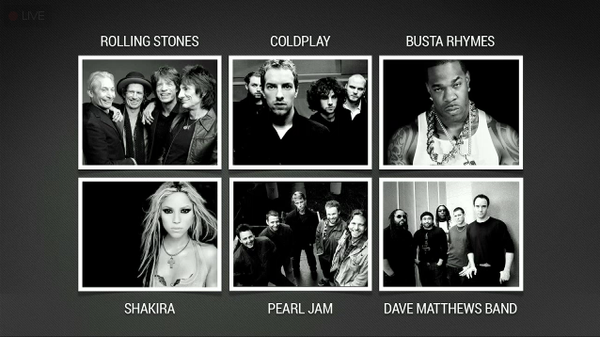 LIVE
ROLLING STONES
COLDPLAY
BUSTA RHYMES
SHAKIRA
PEARL JAM
DAVE MATTHEWS BAND